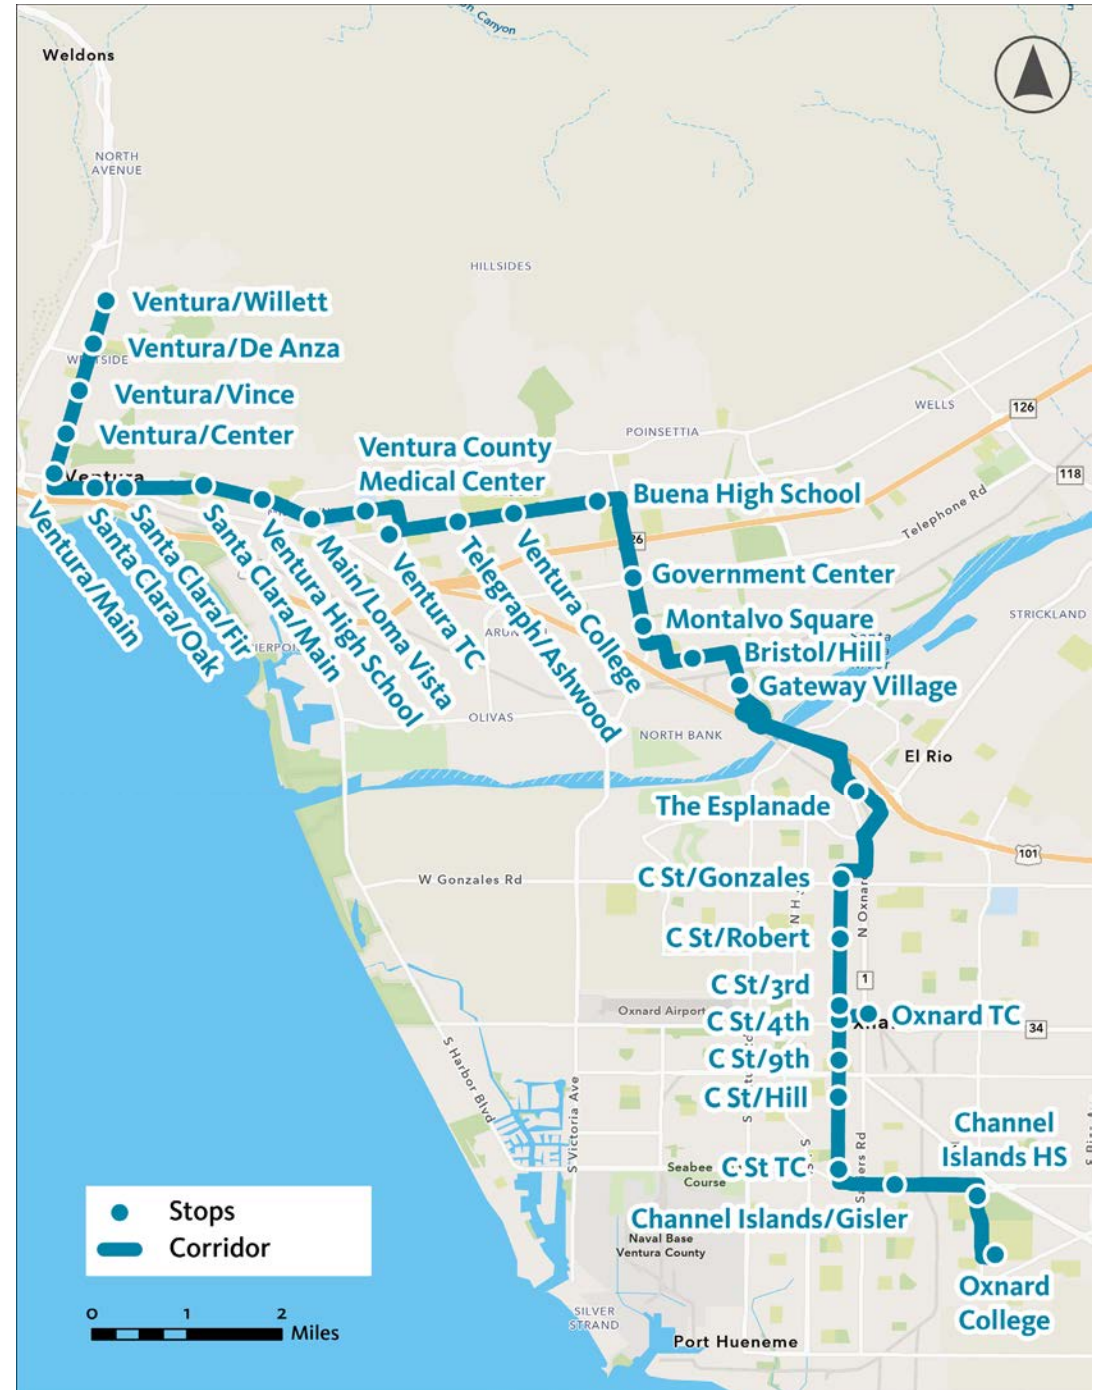 Canyon
Weldons
NORTH
AVENUE
HILLSIDES
Ventura/Willett
Ventura/De Anza
Ventura/Vince
Ventura/Center
Ventura
Ventura County
Medical Center
POINSETTIA
WELLS
126
118
Buena High School
Telephone Rd
Ventura/Main
Santa Clara/Oak
Santa Clara/Fir
Santa Clara/Main
Ventura High School
Main/Loma Vista
Ventura TC
Telegraph/Ashwood
Ventura College
Government Center
STRICKLAND
Montalvo Square
Bristol/Hill
Gateway Village
OLIVAS
NORTH BANK
El Rio
The Esplanade
101
W Gonzales Rd
C St/Gonzales
N Oxnard
C St/Robert
1
C St/3rd
Oxnard Airport
C St/4th
Oxnard TC
34
C St/9th
S Harbor Blvd
S Victoria Ave
C St/Hill
Channel
Islands HS
Seabee
Course
C St TC
Channel Islands/Gisler
Naval Base
Ventura County
Oxnard
College
SILVER
STRAND
Port Hueneme
Stops
Corridor
0 1 2
Miles